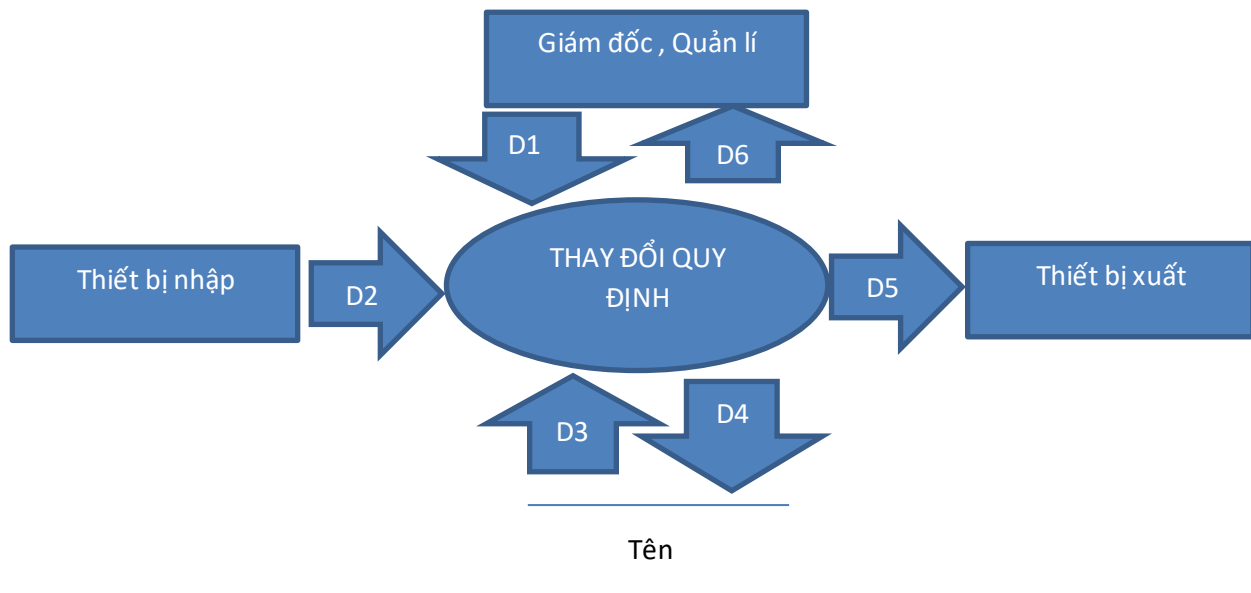 Giám đốc , Quản lí
D1
D6
Thiết bị nhập
D2
THAY ĐỔI QUY
ĐỊNH
D5
Thiết bị xuất
D3
D4
Tên